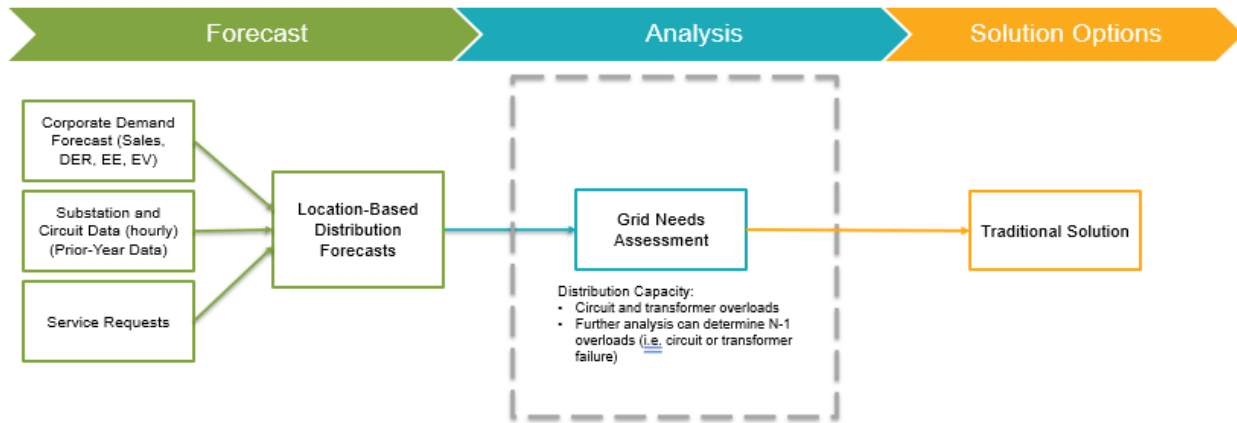 Forecast
Analysis
Solution Options
Corporate Demand
Forecast (Sales,
DER, EE, EV)
Substation and
Circuit Data (hourly)
(Prior-Year Data)
Service Requests
Location-Based
Distribution
Forecasts
Grid Needs
Assessment
Distribution Capacity:
• Circuit and transformer overloads
• Further analysis can determine N-1
overloads (i.e. circuit or transformer
failure)
Traditional Solution